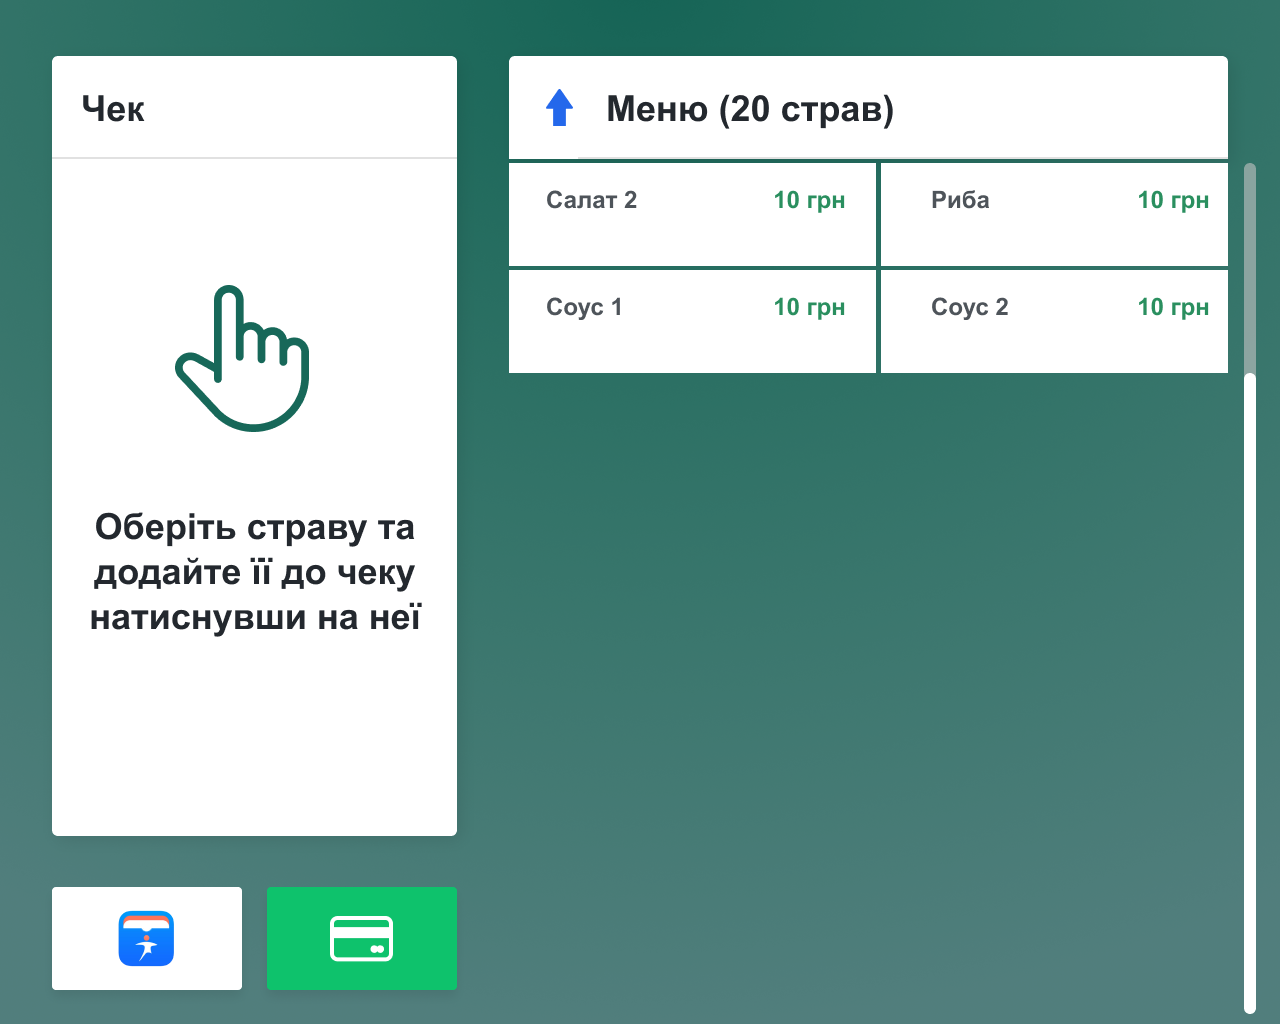 Чек
Оберіть страву та
додайте її до чеку
натиснувши на неї
Меню (20 страв)
Салат 2 10 грн
Риба 10 грн
Соус 1 10 грн
Соус 2 10 грн